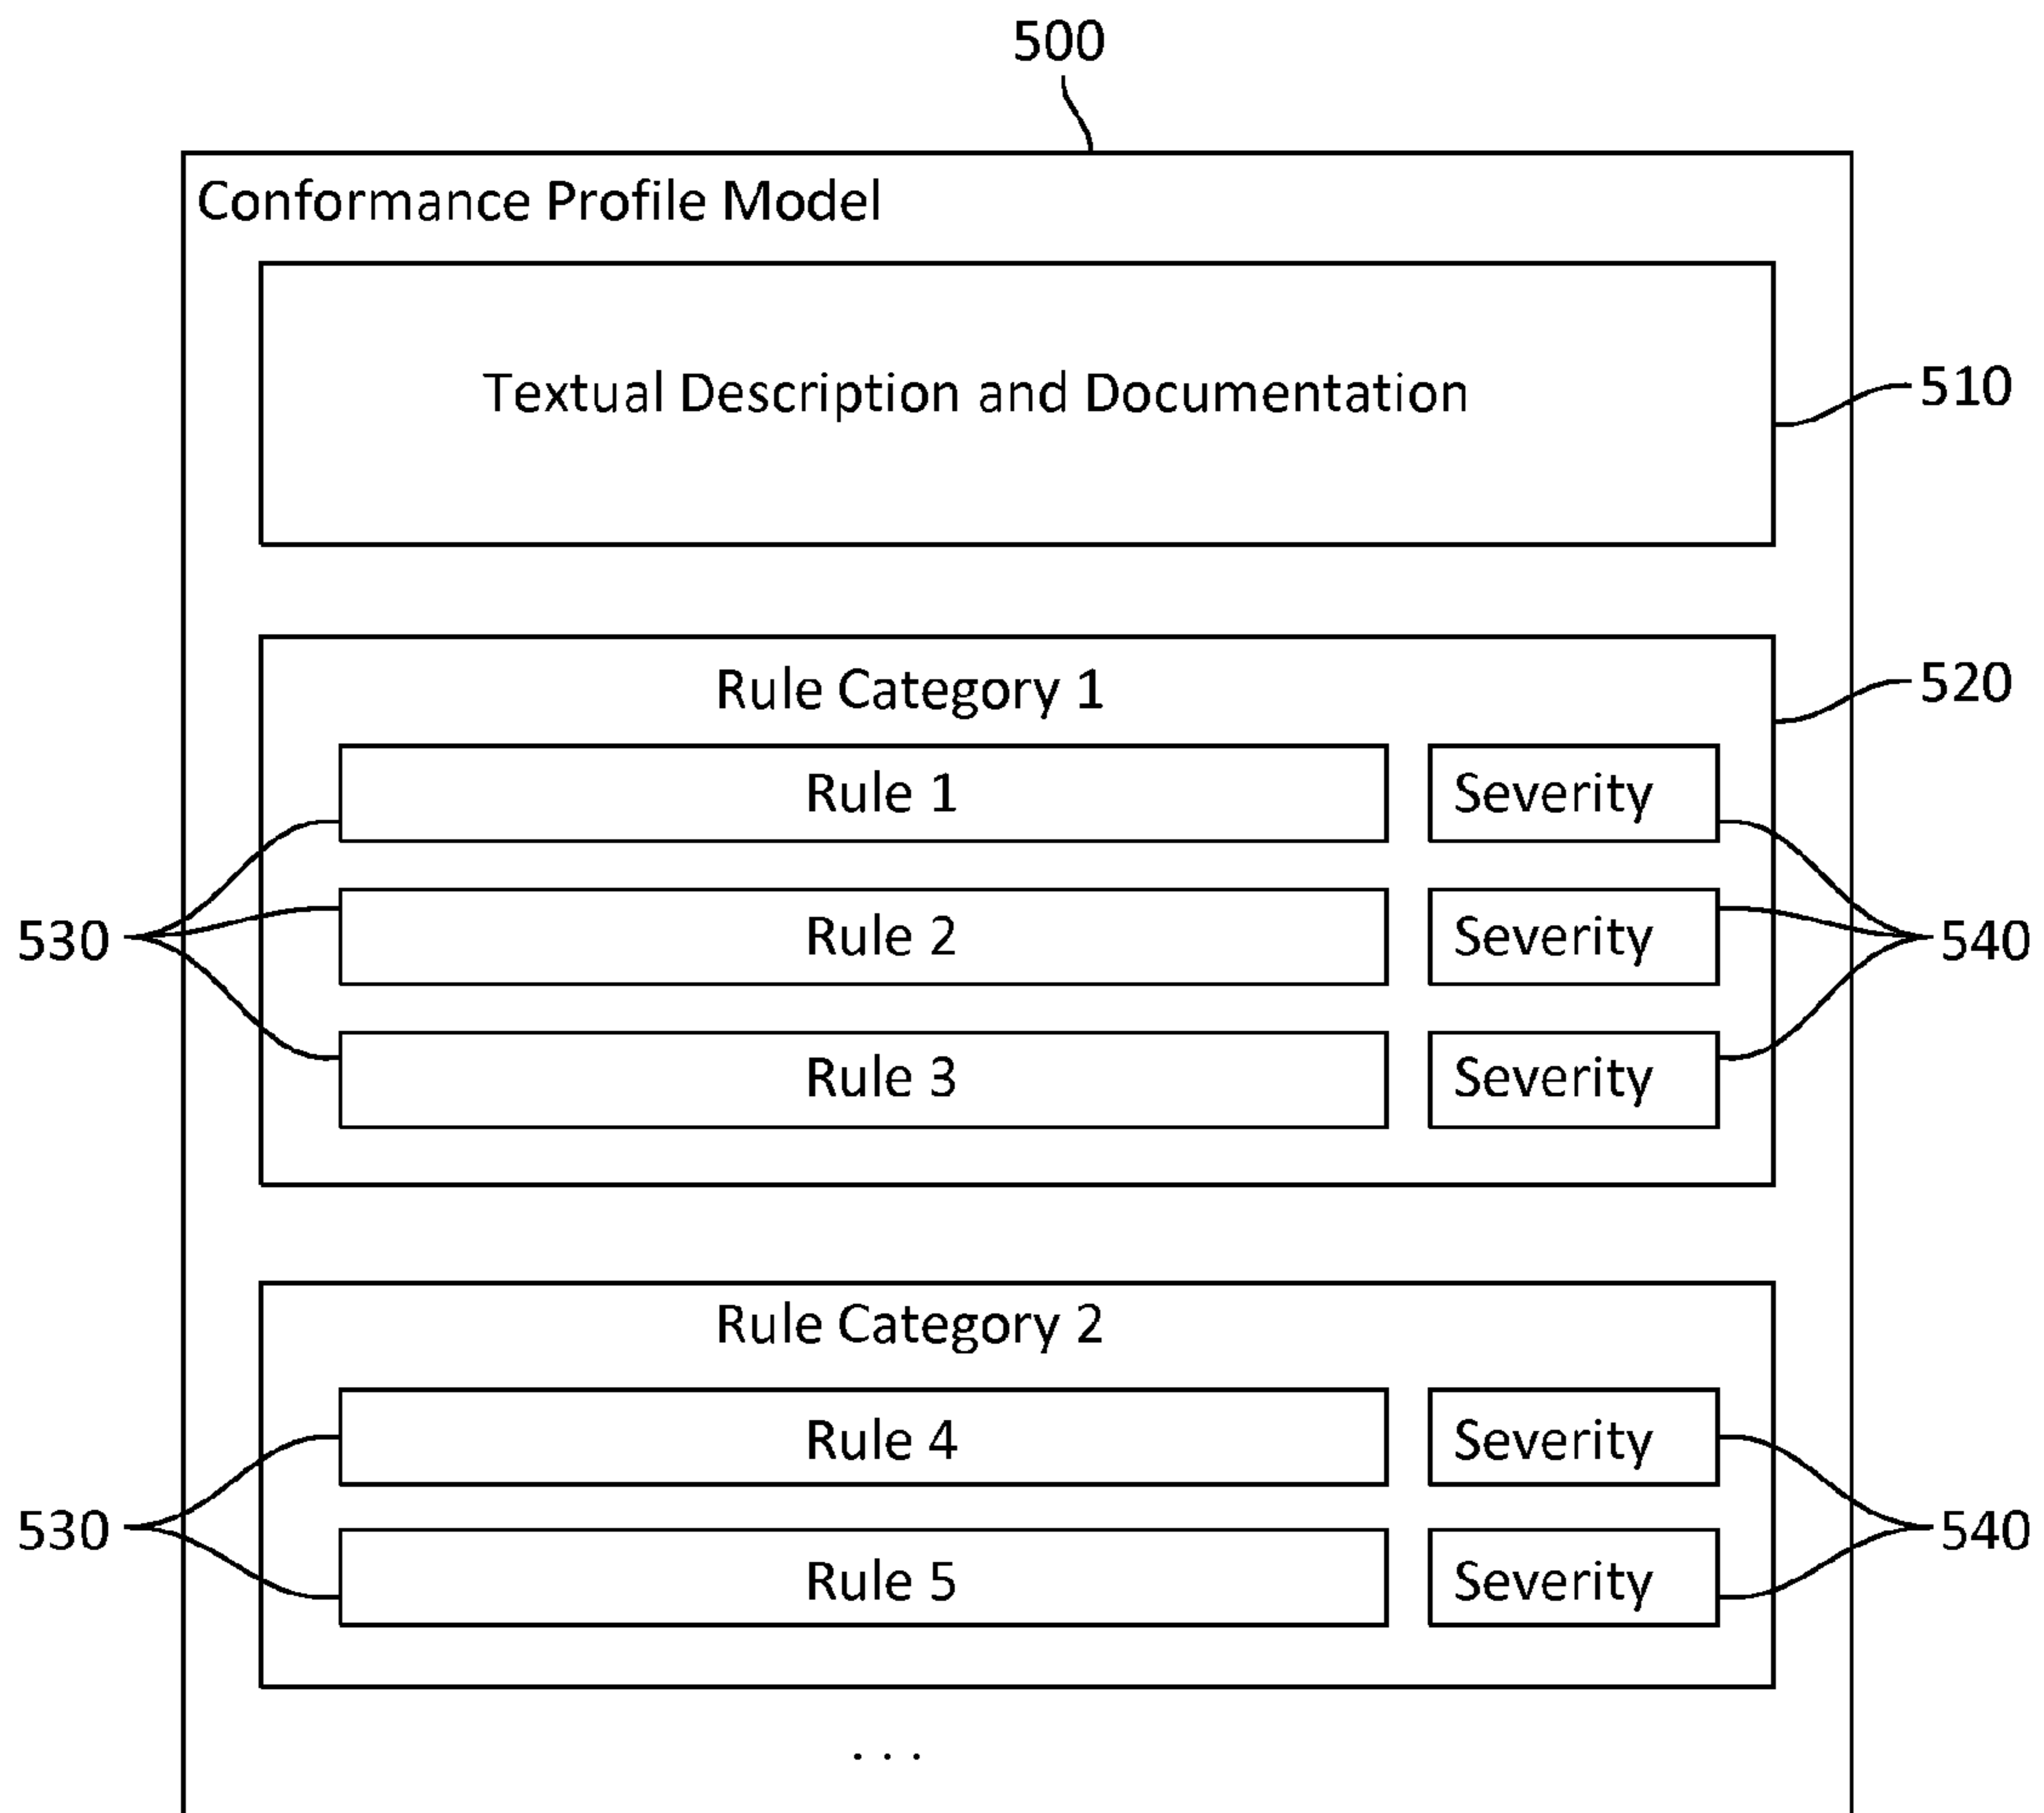 500
Conformance Profile Model
Textual Description and Documentation
510
Rule Category 1
520
Rule 1 Severity
530 Rule 2 Severity 540
Rule 3 Severity
Rule Category 2
Rule 4 Severity
530 540
Rule 5 Severity
. . .